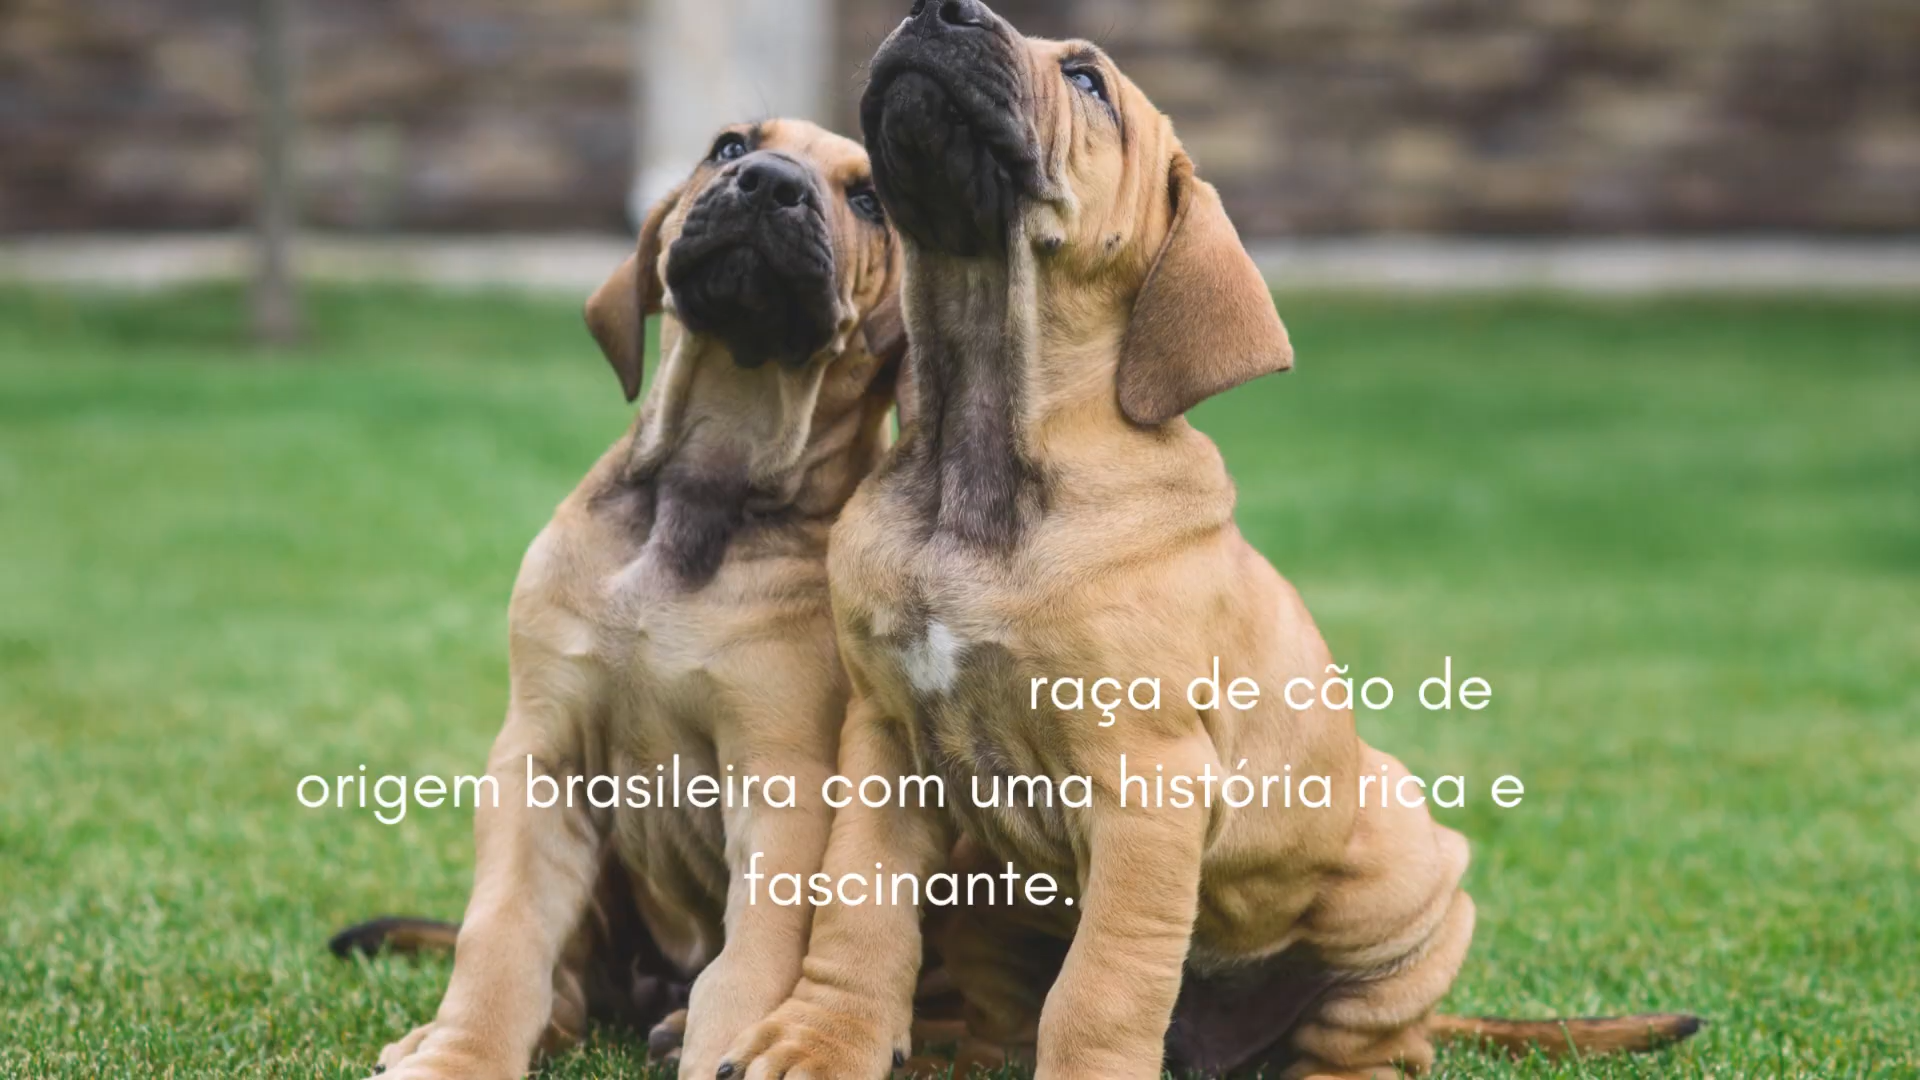 raça de cão de
origem brasileira com uma história rica e
fascinante.